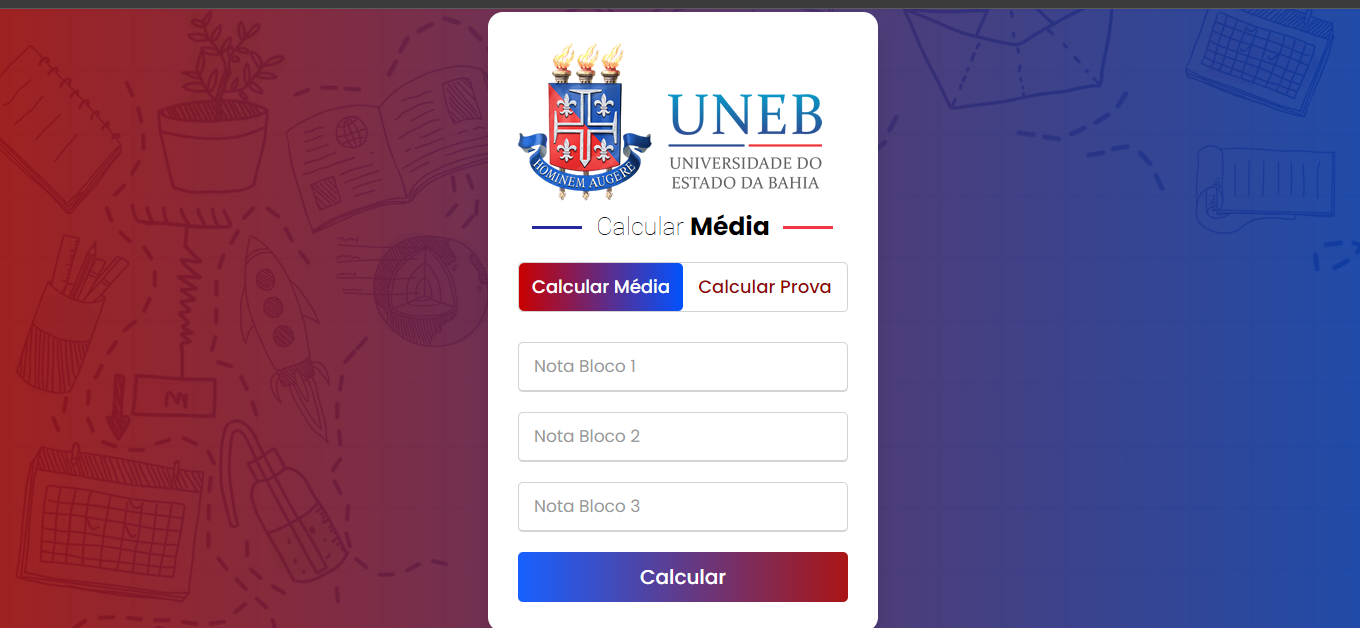 HOMINEM AUGERE
UNEB
UNIVERSIDADE DO
ESTADO DA BAHIA
Calcular Média
Calcular Média
Calcular Prova
Nota Bloco 1
Nota Bloco 2
Nota Bloco 3
Calcular